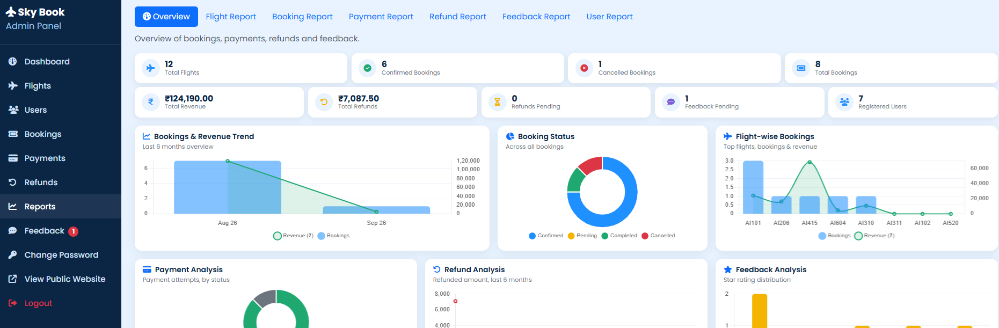 Sky Book
Admin Panel
Dashboard
Flights
Users
Bookings
Payments
Refunds
Reports
Feedback 1
Change Password
View Public Website
Logout
Overview Flight Report Booking Report Payment Report Refund Report Feedback Report User Report
Overview of bookings, payments, refunds and feedback.
12
Total Flights
6
Confirmed Bookings
1
Cancelled Bookings
8
Total Bookings
₹124,190.00
Total Revenue
₹7,087.50
Total Refunds
0
Refunds Pending
1
Feedback Pending
7
Registered Users
Bookings & Revenue Trend
Last 6 months overview
6
4
2
0
1,20,000
1,00,000
80,000
60,000
40,000
20,000
0
Aug 26 Sep 26
Revenue (₹) Bookings
Booking Status
Across all bookings
Confirmed Pending Completed Cancelled
Flight-wise Bookings
Top flights, bookings & revenue
3.0
2.5
2.0
1.5
1.0
0.5
0
60,000
40,000
20,000
0
AI101 AI206 AI415 AI604 AI310 AI311 AI102 AI520
Bookings Revenue (₹)
Payment Analysis
Payment attempts, by status
Refund Analysis
Refunded amount, last 6 months
8,000
6,000
4,000
Feedback Analysis
Star rating distribution
2
1